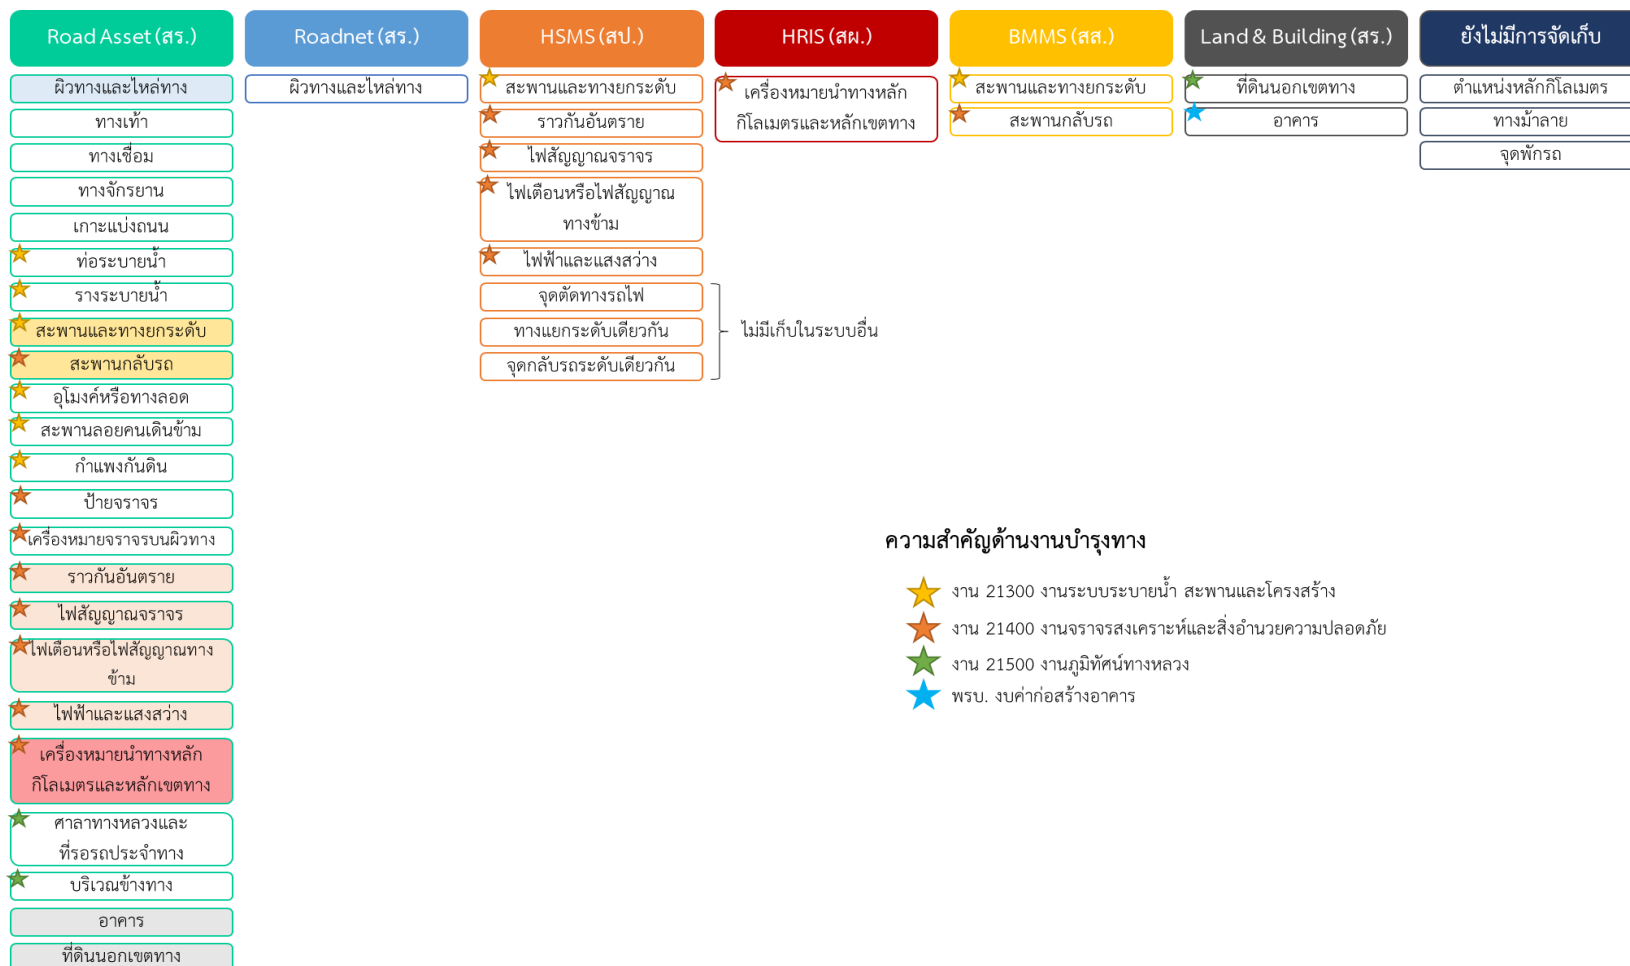 Road Asset (สร.)
ผิวทางและไหล่ทาง
ทางเท้า
ทางเชื่อม
ทางจักรยาน
เกาะแบ่งถนน
ท่อระบายน้ำ
รางระบายน้ำ
สะพานและทางยกระดับ
สะพานกลับรถ
อุโมงค์หรือทางลอด
สะพานลอยคนเดินข้าม
กำแพงกันดิน
ป้ายจราจร
เครื่องหมายจราจรบนผิวทาง
ราวกันอันตราย
ไฟสัญญาณจราจร
ไฟเตือนหรือไฟสัญญาณทาง
ข้าม
ไฟฟ้าและแสงสว่าง
เครื่องหมายนำทางหลัก
กิโลเมตรและหลักเขตทาง
ศาลาทางหลวงและ
ที่รอรถประจำทาง
บริเวณข้างทาง
อาคาร
ที่ดินนอกเขตทาง
Roadnet (สร.)
ผิวทางและไหล่ทาง
HSMS (สป.)
สะพานและทางยกระดับ
ราวกันอันตราย
ไฟสัญญาณจราจร
ไฟเตือนหรือไฟสัญญาณ
ทางข้าม
ไฟฟ้าและแสงสว่าง
จุดตัดทางรถไฟ
ทางแยกระดับเดียวกัน
จุดกลับรถระดับเดียวกัน
ไม่มีเก็บในระบบอื่น
HRIS (สผ.)
เครื่องหมายนำทางหลัก
กิโลเมตรและหลักเขตทาง
BMMS (สส.)
สะพานและทางยกระดับ
สะพานกลับรถ
Land & Building (สร.)
ที่ดินนอกเขตทาง
อาคาร
ยังไม่มีการจัดเก็บ
ตำแหน่งหลักกิโลเมตร
ทางม้าลาย
จุดพักรถ
ความสำคัญด้านงานบำรุงทาง
งาน 21300 งานระบบระบายน้ำ สะพานและโครงสร้าง
งาน 21400 งานจราจรสงเคราะห์และสิ่งอำนวยความปลอดภัย
งาน 21500 งานภูมิทัศน์ทางหลวง
พรบ. งบค่าก่อสร้างอาคาร